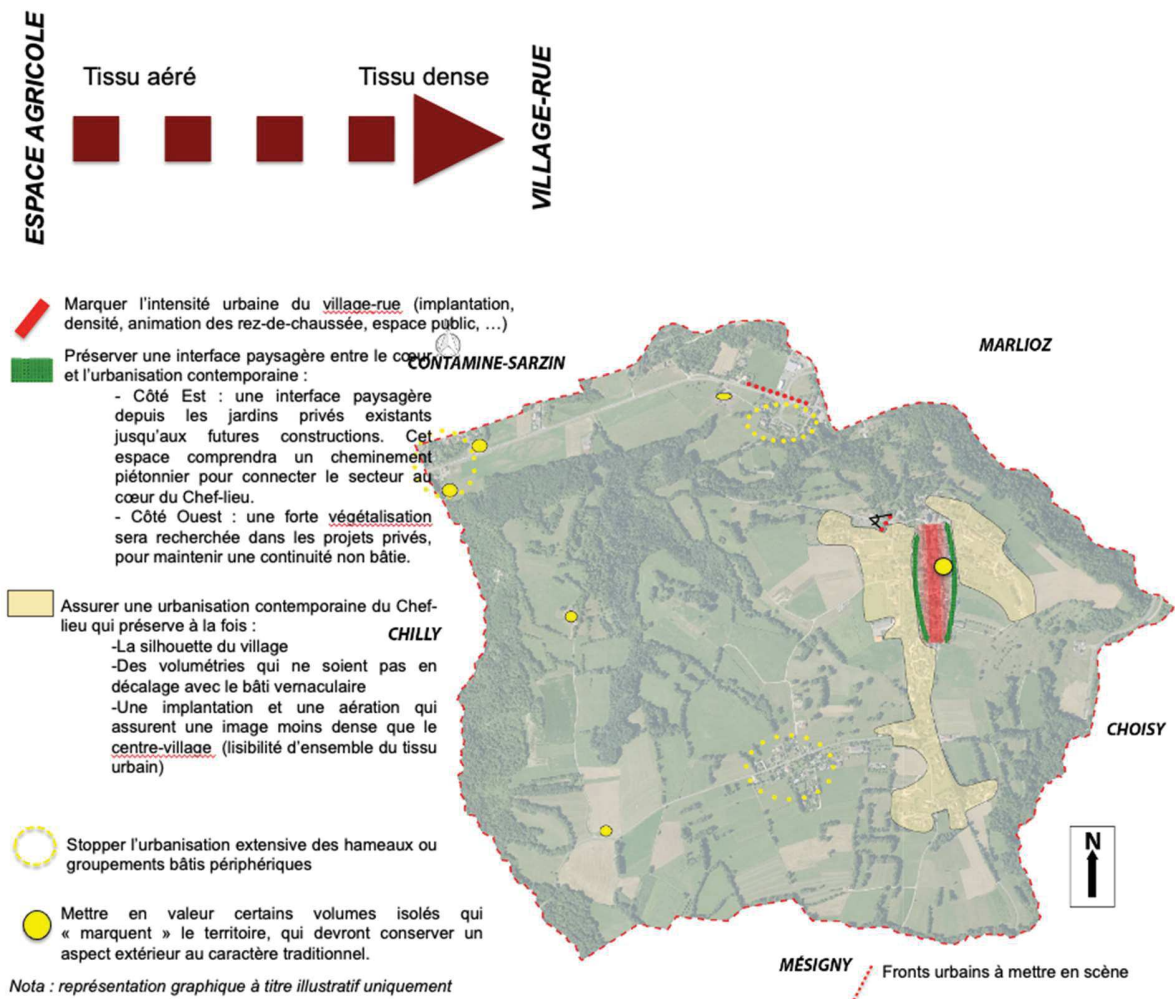 ESPACE AGRICOLE
Tissu aéré
Tissu dense
VILLAGE-RUE
Marquer l'intensité urbaine du village-rue (implantation,
densité, animation des rez-de-chaussée, espace public, …)
Préserver une interface paysagère entre le cœur
et l'urbanisation contemporaine :
- Côté Est : une interface paysagère
depuis les jardins privés existants
jusqu'aux futures constructions. Cet
espace comprendra un cheminement
piétonnier pour connecter le secteur au
cœur du Chef-lieu.
- Côté Ouest : une forte végétalisation
sera recherchée dans les projets privés,
pour maintenir une continuité non bâtie.
Assurer une urbanisation contemporaine du Chef-
lieu qui préserve à la fois :
-La silhouette du village
-Des volumétries qui ne soient pas en
décalage avec le bâti vernaculaire
-Une implantation et une aération qui
assurent une image moins dense que le
centre-village (lisibilité d'ensemble du tissu
urbain)
Stopper l'urbanisation extensive des hameaux ou
groupements bâtis périphériques
Mettre en valeur certains volumes isolés qui
« marquent » le territoire, qui devront conserver un
aspect extérieur au caractère traditionnel.
Nota : représentation graphique à titre illustratif uniquement
CONTAMINE-SARZIN
MARLIOZ
CHILLY
CHOISY
N
MÉSIGNY
Fronts urbains à mettre en scène